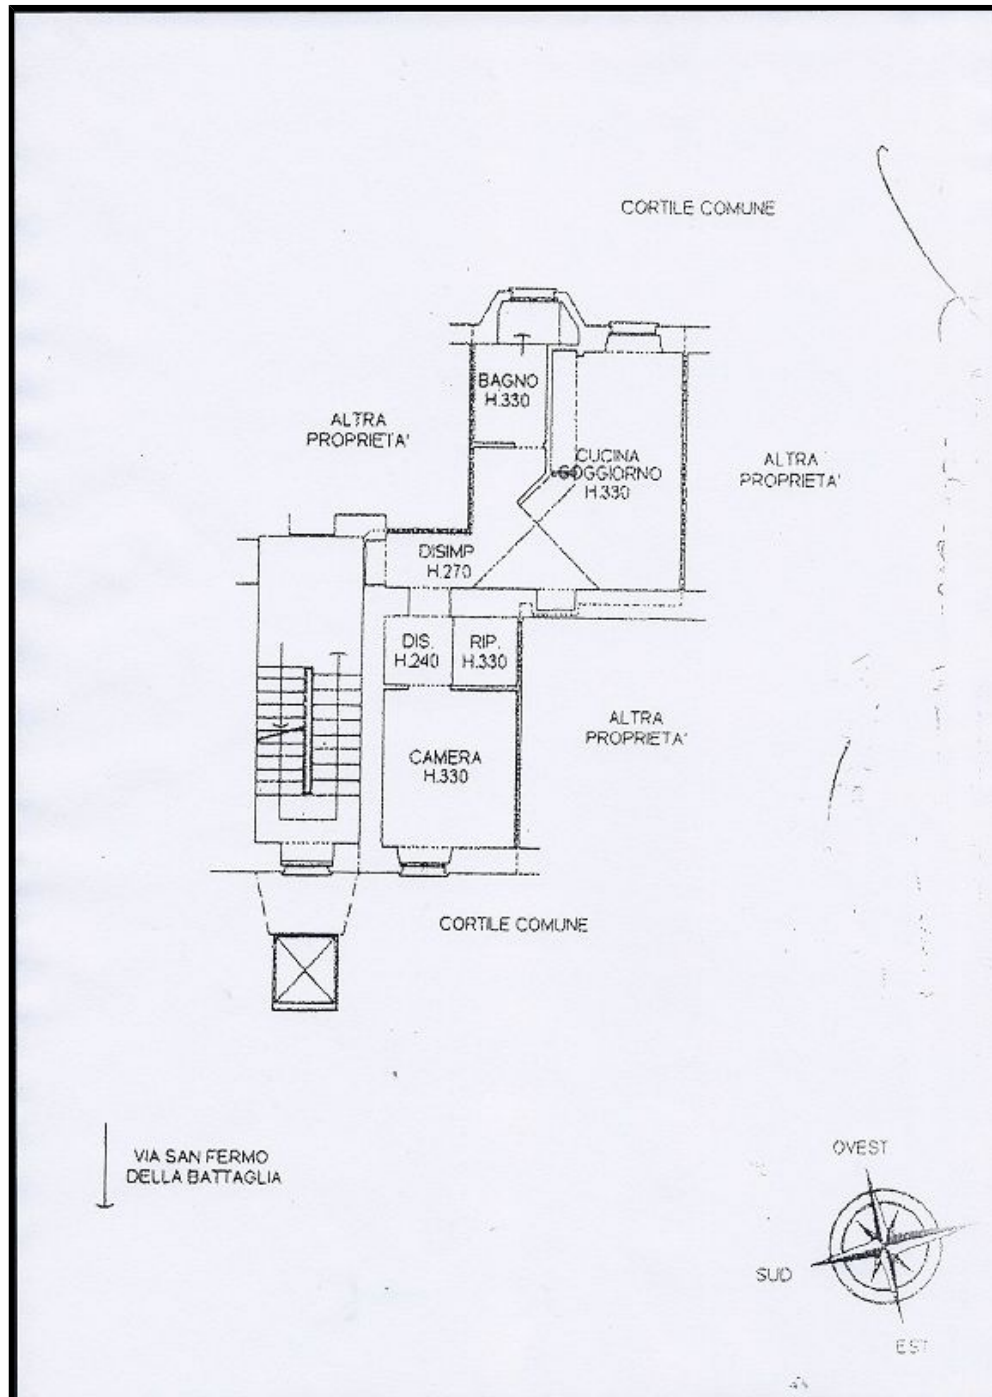 CORTILE COMUNE
BAGNO
H.330
ALTRA
PROPRIETA'
CUCINA
SOGGIORNO
H.330
ALTRA
PROPRIETA'
DISIMP
H.270
DIS.
H.240
RIP.
H.330
ALTRA
PROPRIETA'
CAMERA
H.330
CORTILE COMUNE
VIA SAN FERMO
DELLA BATTAGLIA
OVEST
SUD
EST